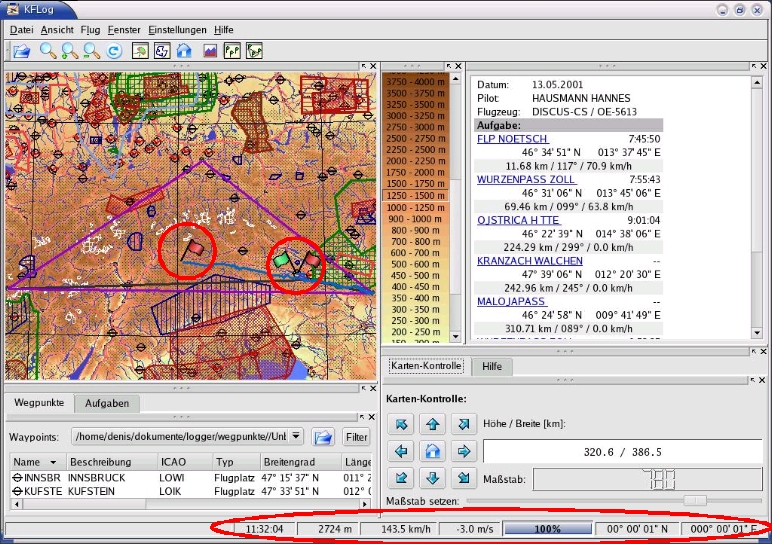 KFLog
Datei Ansicht Flug Fenster Einstellungen Hilfe
3750 - 4000 m
3500 - 3750 m
3250 - 3500 m
3000 - 3250 m
2750 - 3000 m
2500 - 2750 m
2250 - 2500 m
2000 - 2250 m
1750 - 2000 m
1500 - 1750 m
1250 - 1500 m
1000 - 1250 m
900 - 1000 m
800 - 900 m
700 - 800 m
600 - 700 m
500 - 600 m
450 - 500 m
400 - 450 m
350 - 400 m
300 - 350 m
250 - 300 m
200 - 250 m
Datum: 13.05.2001
Pilot: HAUSMANN HANNES
Flugzeug: DISCUS-CS / OE-5613
Aufgabe:
FLP NOETSCH 7:45:50
46° 34' 51" N 013° 37' 45" E
11.68 km / 117° / 70.9 km/h
WURZENPASS ZOLL 7:55:43
46° 31' 06" N 013° 45' 06" E
69.46 km / 099° / 63.8 km/h
OJSTRICA H TTE 9:01:04
46° 22' 39" N 014° 38' 06" E
224.29 km / 299° / 0.0 km/h
KRANZACH WALCHEN --
47° 39' 06" N 012° 20' 30" E
242.96 km / 245° / 0.0 km/h
MALOJAPASS --
46° 24' 58" N 009° 41' 49" E
310.71 km / 089° / 0.0 km/h
Karten-Kontrolle Hilfe
Karten-Kontrolle:
Höhe / Breite [km]:
320.6 / 386.5
Maßstab: 780
Maßstab setzen:
Wegpunkte Aufgaben
Waypoints: /home/denis/dokumente/logger/wegpunkte//Unb Filter
Name Beschreibung ICAO Typ Breitengrad Länge
INNSBR INNSBRUCK LOWI Flugplatz 47° 15' 37" N 011° 2
KUFSTE KUFSTEIN LOIK Flugplatz 47° 33' 51" N 012° 0
11:32:04 2724 m 143.5 km/h -3.0 m/s 100% 00° 00' 01" N 000° 00' 01" E